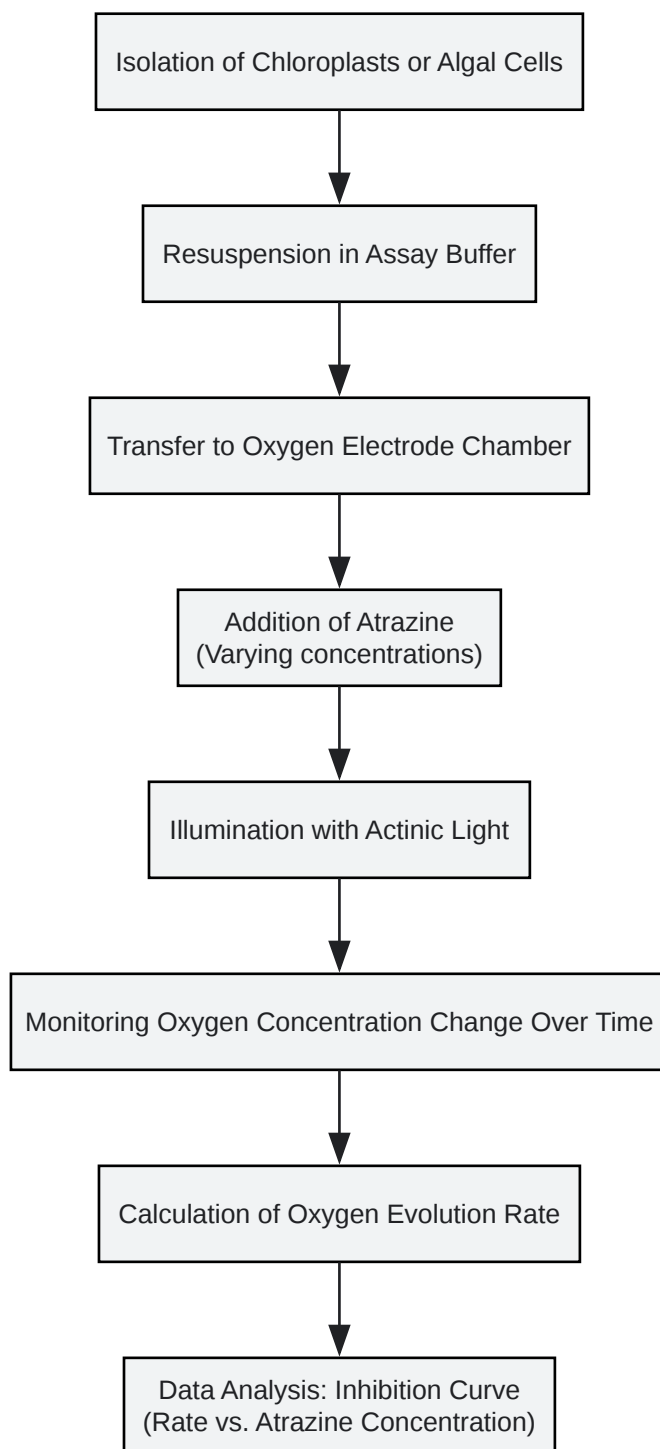 Isolation of Chloroplasts or Algal Cells
Resuspension in Assay Buffer
Transfer to Oxygen Electrode Chamber
Addition of Atrazine
(Varying concentrations)
Illumination with Actinic Light
Monitoring Oxygen Concentration Change Over Time
Calculation of Oxygen Evolution Rate
Data Analysis: Inhibition Curve
(Rate vs. Atrazine Concentration)